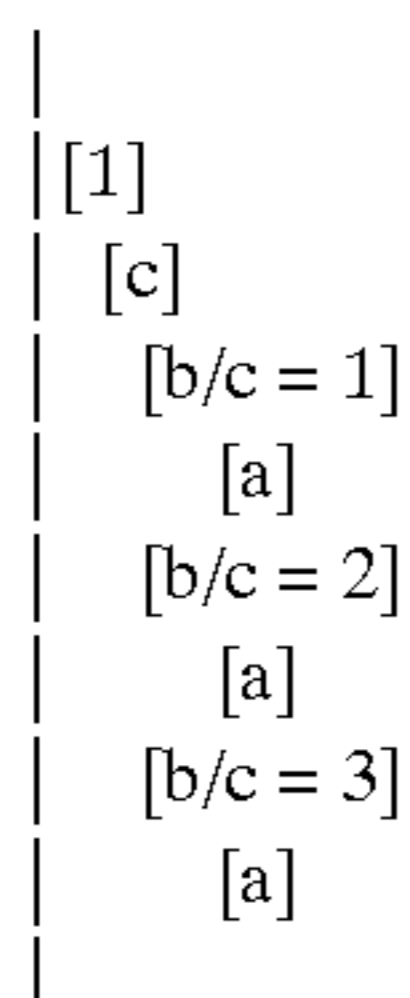 |
| [1]
| [c]
| [b/c = 1]
| [a]
| [b/c = 2]
| [a]
| [b/c = 3]
| [a]
|